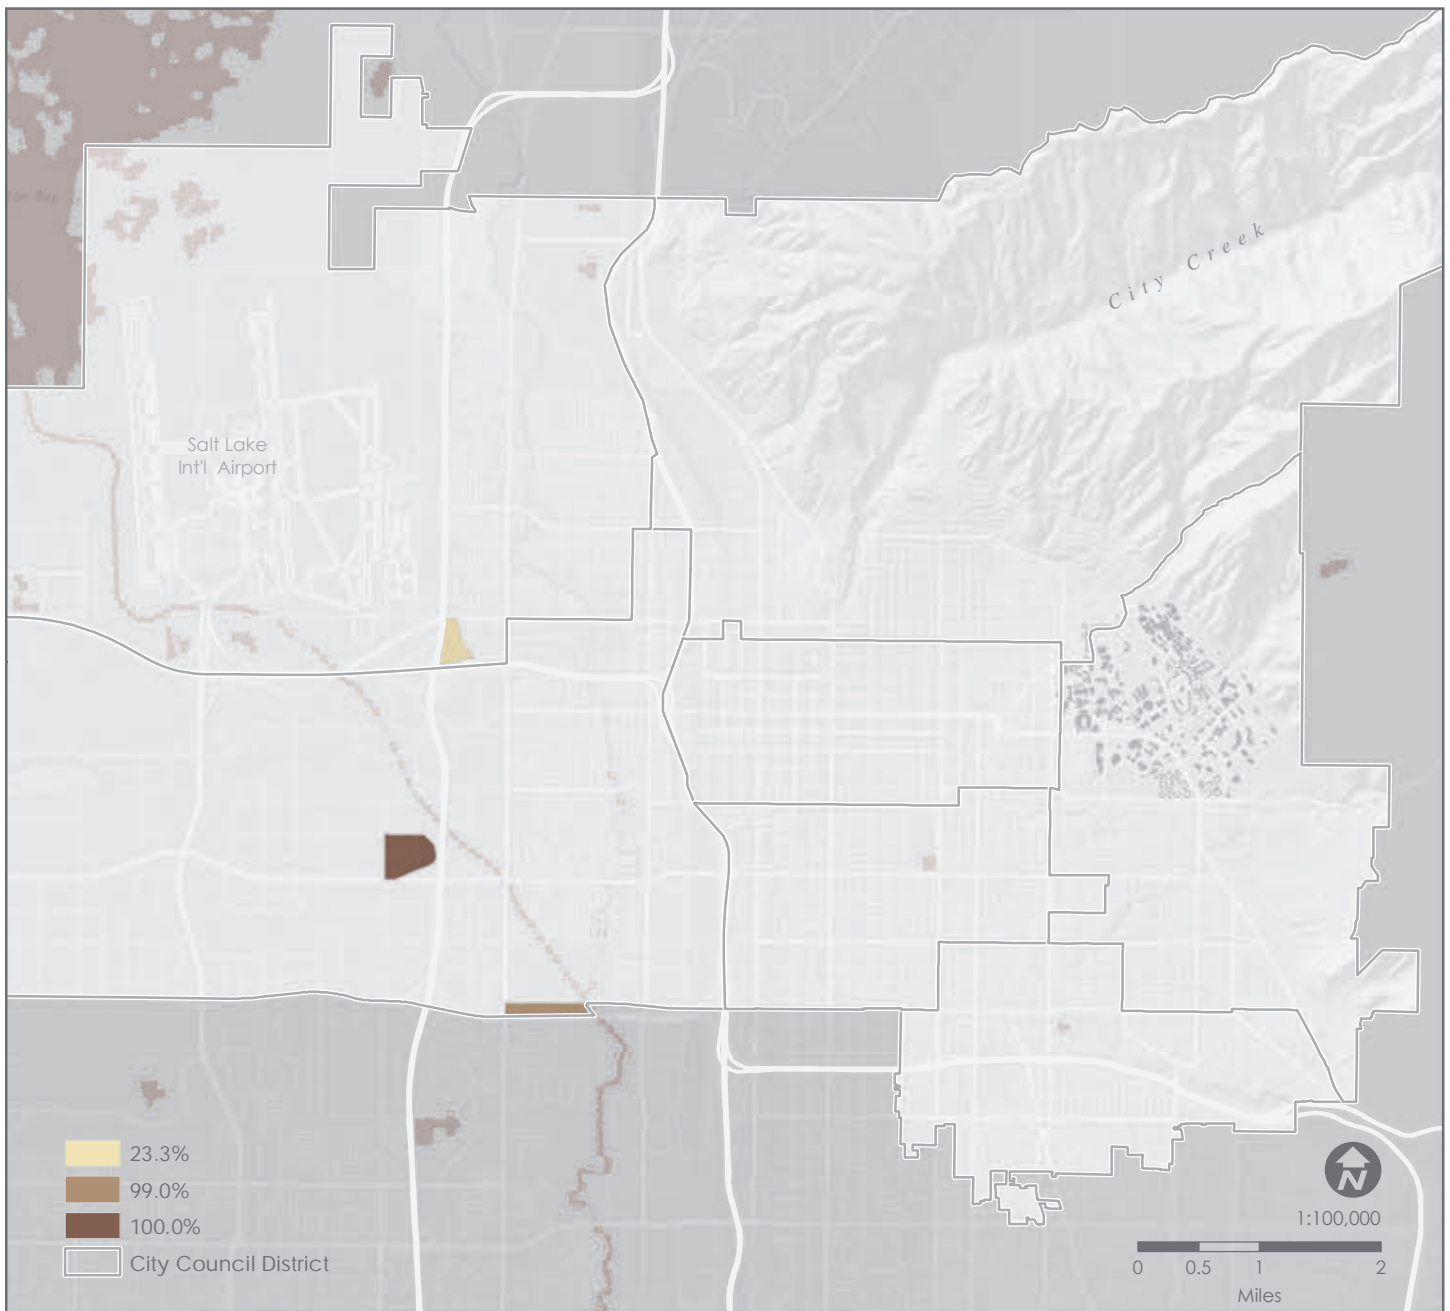 City Creek
Salt Lake
Int'l Airport
23.3%
99.0%
100.0%
City Council District
N
1:100,000
0 0.5 1 2
Miles